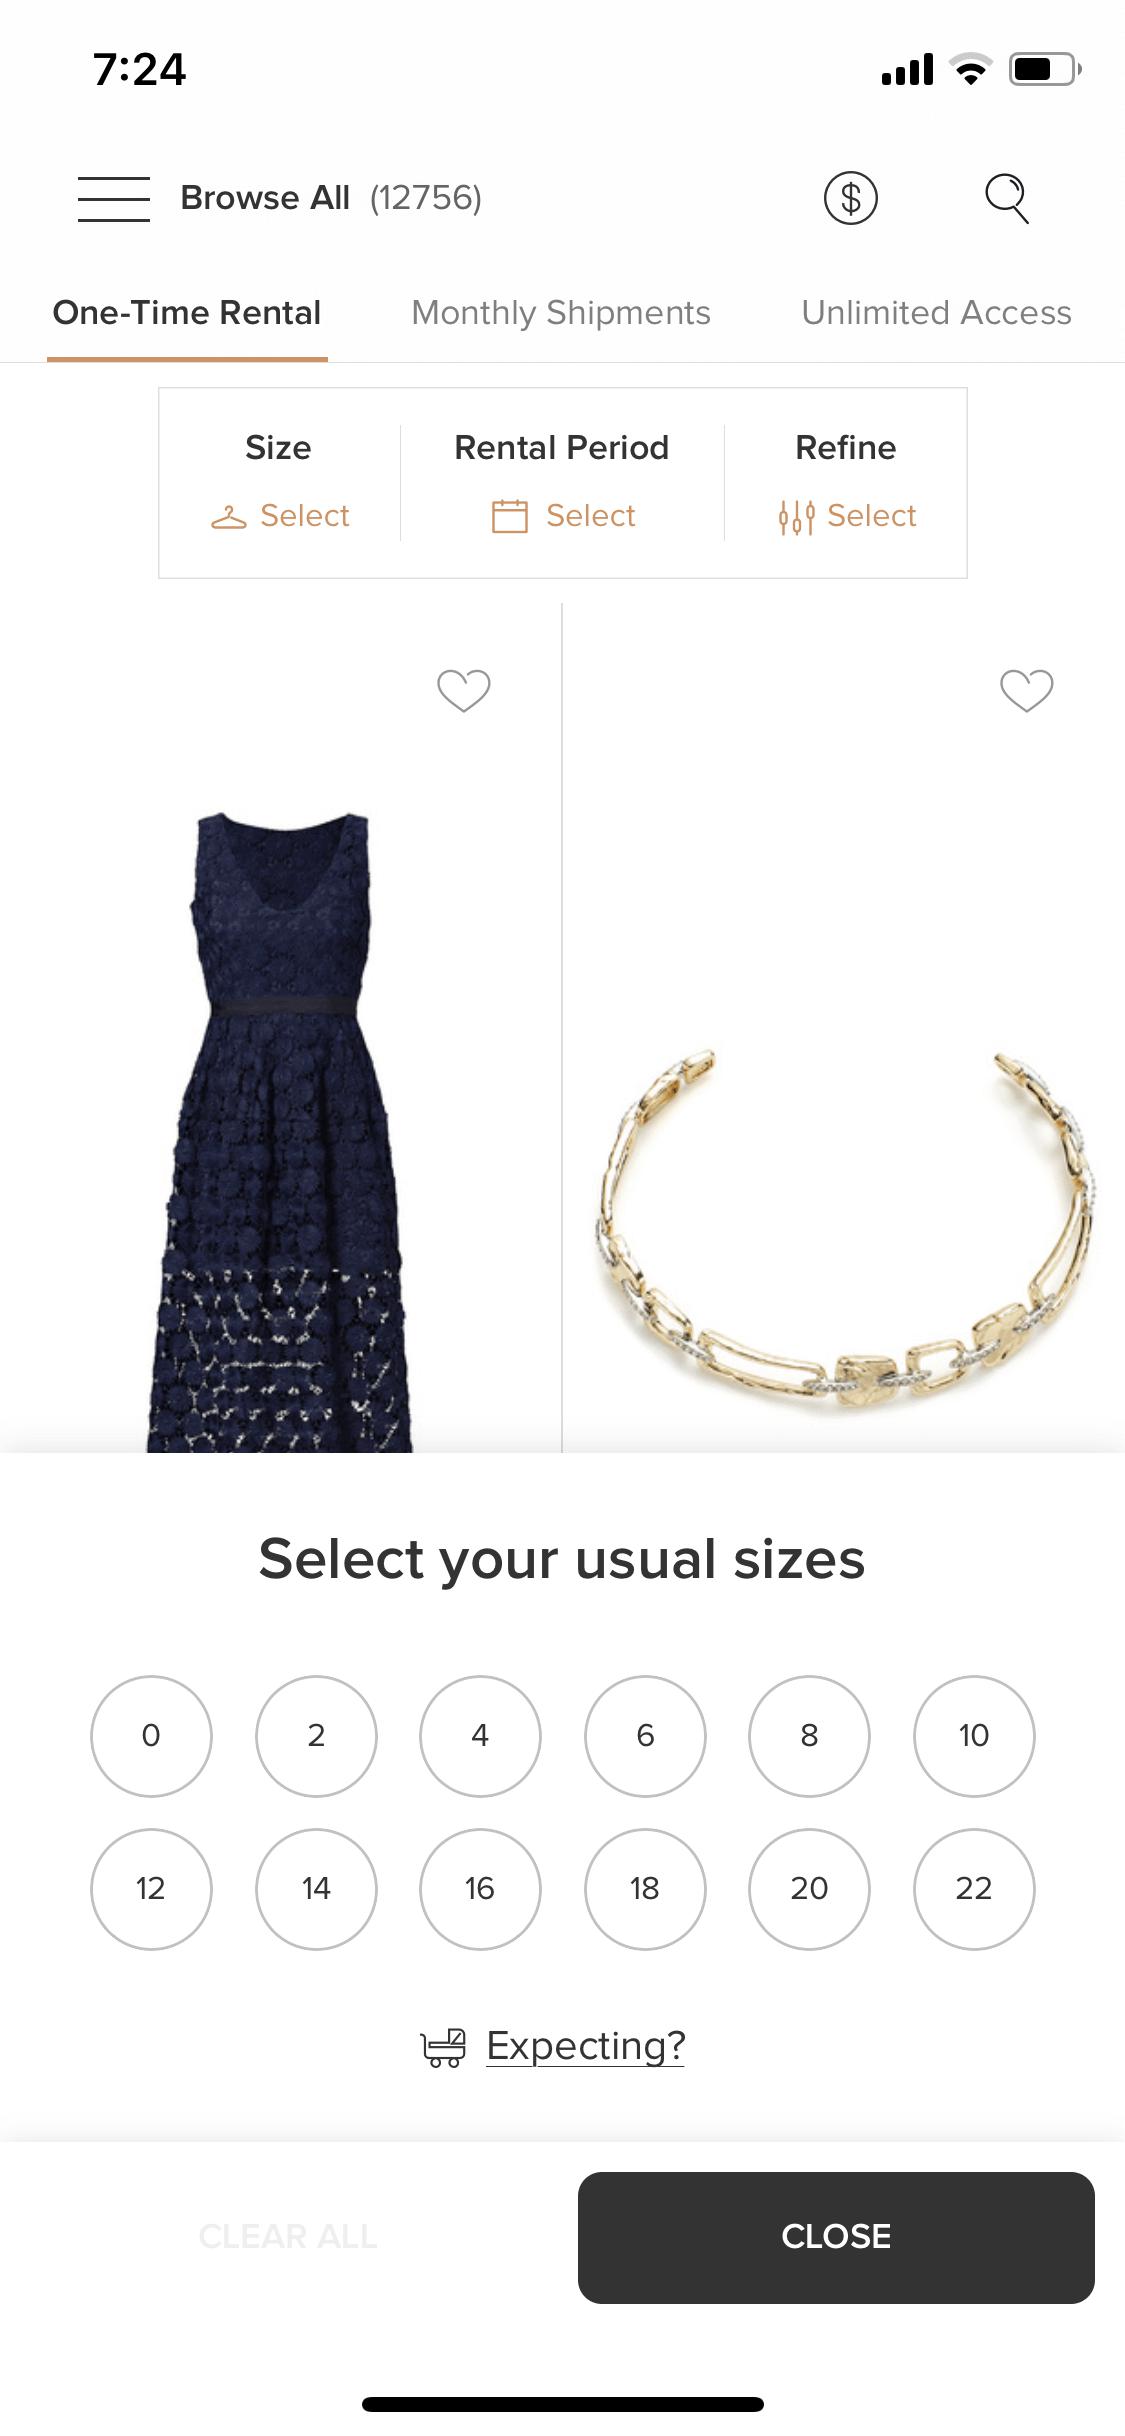 7:24
Browse All (12756)
One-Time Rental Monthly Shipments Unlimited Access
Size Rental Period Refine
Select Select Select
Select your usual sizes
0 2 4 6 8 10
12 14 16 18 20 22
Expecting?
CLEAR ALL CLOSE